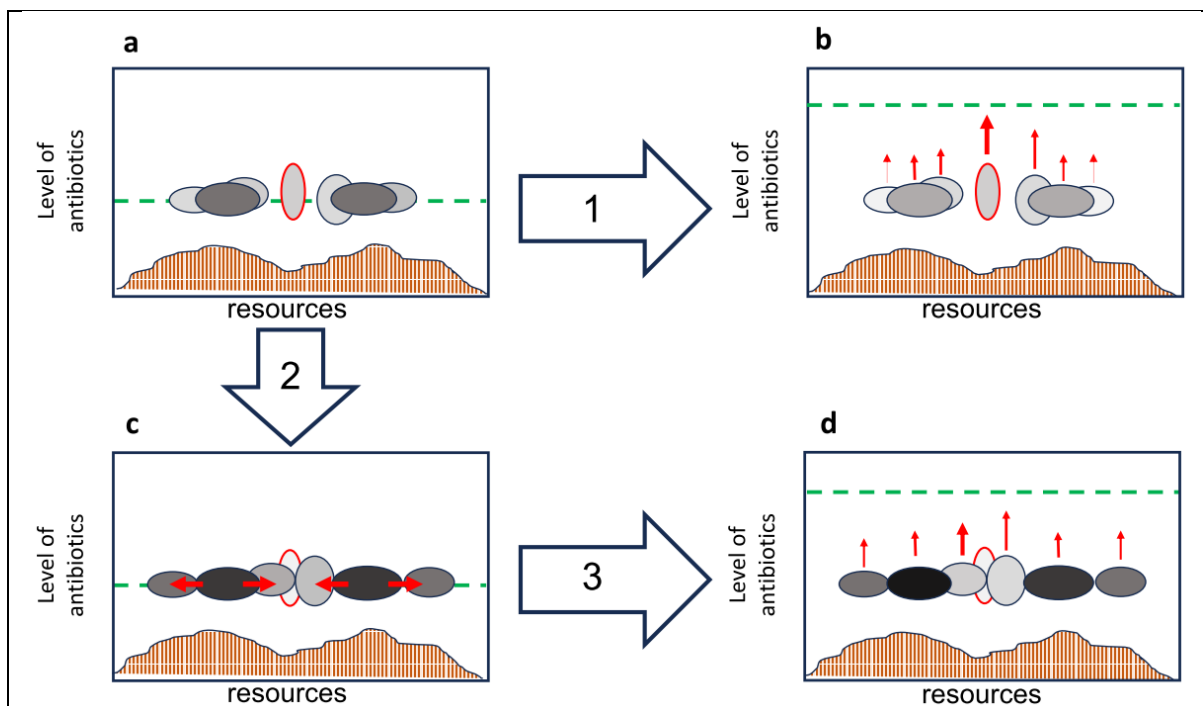 a
Level of
antibiotics
resources
1
b
Level of
antibiotics
resources
2
c
Level of
antibiotics
resources
3
d
Level of
antibiotics
resources